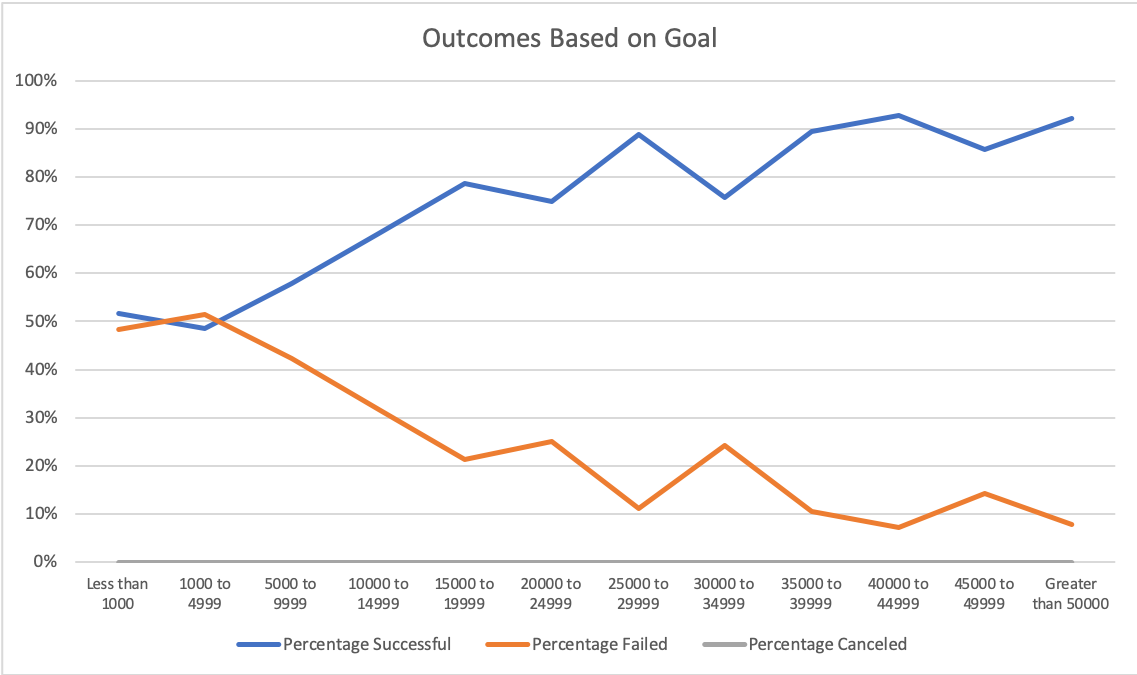 Outcomes Based on Goal
100%
90%
80%
70%
60%
50%
40%
30%
20%
10%
0%
Less than 1000
1000 to 4999
5000 to 9999
10000 to 14999
15000 to 19999
20000 to 24999
25000 to 29999
30000 to 34999
35000 to 39999
40000 to 44999
45000 to 49999
Greater than 50000
Percentage Successful
Percentage Failed
Percentage Canceled